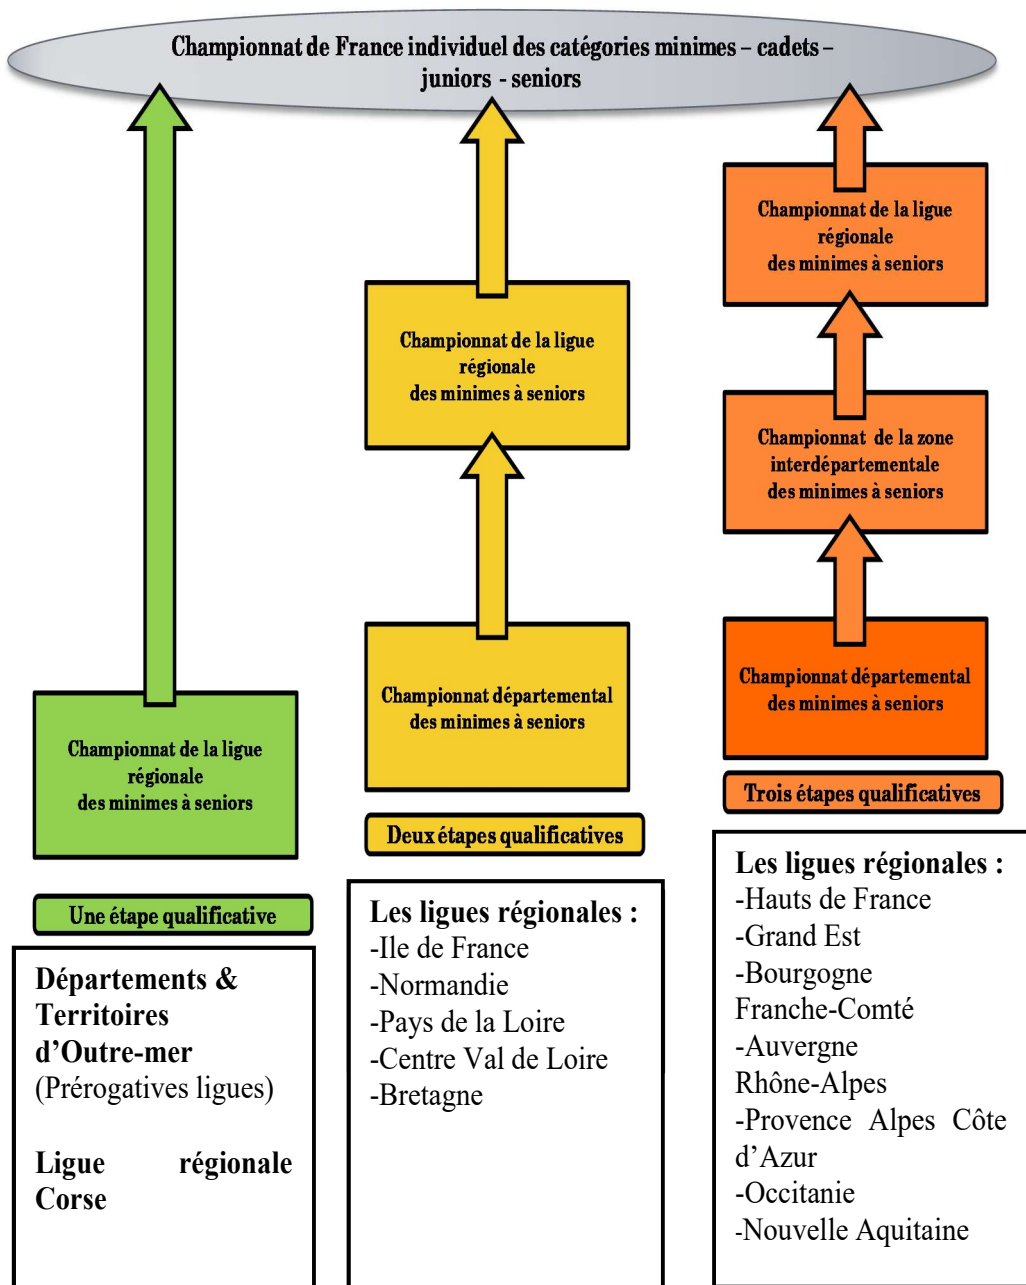 Championnat de France individuel des catégories minimes – cadets –
juniors - seniors
Championnat de la ligue
régionale
des minimes à seniors
Une étape qualificative
Départements &
Territoires
d’Outre-mer
(Prérogatives ligues)
Ligue régionale
Corse
Championnat de la ligue
régionale
des minimes à seniors
Championnat départemental
des minimes à seniors
Deux étapes qualificatives
Les ligues régionales :
-Ile de France
-Normandie
-Pays de la Loire
-Centre Val de Loire
-Bretagne
Championnat de la ligue
régionale
des minimes à seniors
Championnat de la zone
interdépartementale
des minimes à seniors
Championnat départemental
des minimes à seniors
Trois étapes qualificatives
Les ligues régionales :
-Hauts de France
-Grand Est
-Bourgogne
Franche-Comté
-Auvergne
Rhône-Alpes
-Provence Alpes Côte
d’Azur
-Occitanie
-Nouvelle Aquitaine